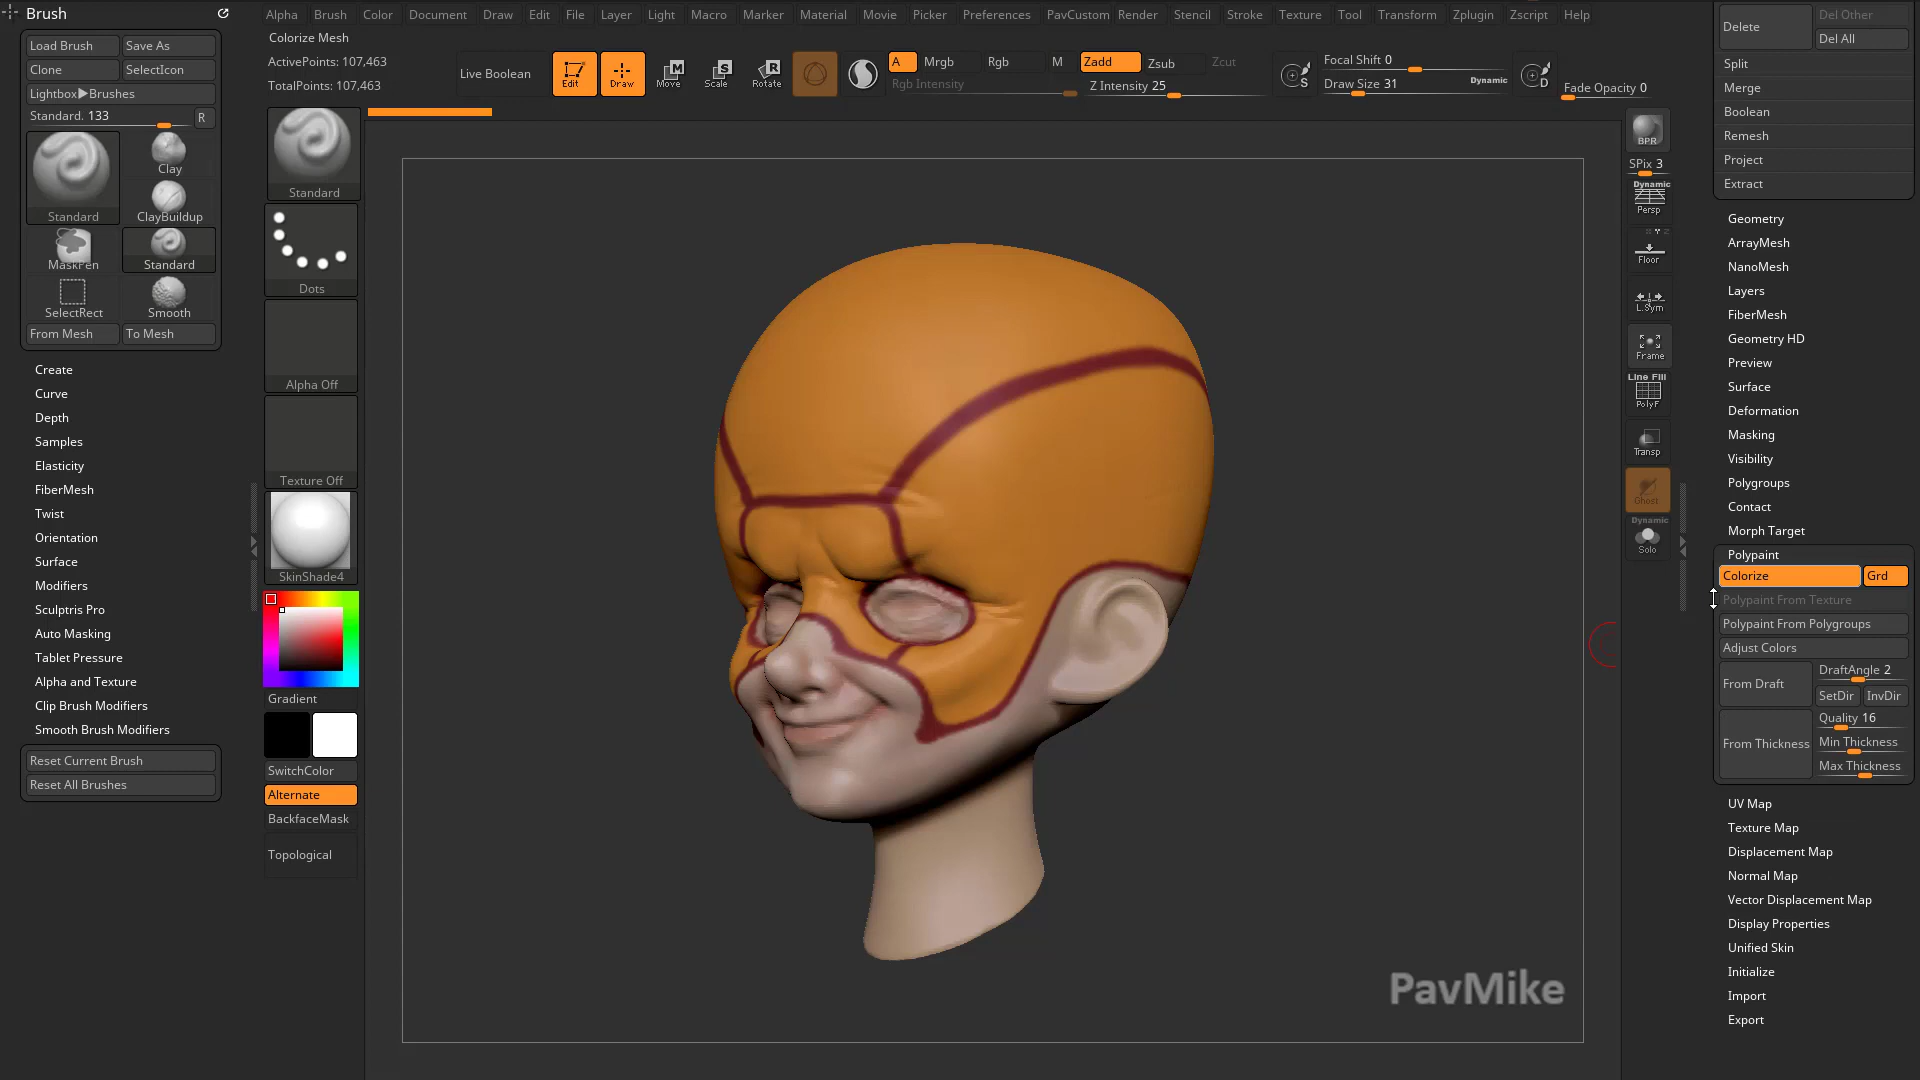 Brush
Alpha Brush Color Document Draw Edit File Layer Light Macro Marker Material Movie Picker Preferences PavCustom Render Stencil Stroke Texture Tool Transform Zplugin Zscript Help
Colorize Mesh
ActivePoints: 107,463
TotalPoints: 107,463
Live Boolean
Edit
Draw
Move
Scale
Rotate
A
Mrgb
Rgb
M
Rgb Intensity
Zadd
Zsub
Zcut
Z Intensity 25
Focal Shift 0
Draw Size 31
Dynamic
Fade Opacity 0
Load Brush
Save As
Clone
SelectIcon
Lightbox▶Brushes
Standard. 133
R
Standard
Clay
ClayBuildup
MaskPen
Standard
SelectRect
Smooth
From Mesh
To Mesh
Create
Curve
Depth
Samples
Elasticity
FiberMesh
Twist
Orientation
Surface
Modifiers
Sculptris Pro
Auto Masking
Tablet Pressure
Alpha and Texture
Clip Brush Modifiers
Smooth Brush Modifiers
Reset Current Brush
Reset All Brushes
Standard
Dots
Alpha Off
Texture Off
SkinShade4
Gradient
SwitchColor
Alternate
BackfaceMask
Topological
PavMike
BPR
SPix 3
Dynamic
Persp
Floor
L.Sym
Frame
Line Fill
PolyF
Transp
Ghost
Dynamic
Solo
Delete
Del Other
Del All
Split
Merge
Boolean
Remesh
Project
Extract
Geometry
ArrayMesh
NanoMesh
Layers
FiberMesh
Geometry HD
Preview
Surface
Deformation
Masking
Visibility
Polygroups
Contact
Morph Target
Polypaint
Colorize
Grd
Polypaint From Texture
Polypaint From Polygroups
Adjust Colors
From Draft
DraftAngle 2
SetDir
InvDir
From Thickness
Quality 16
Min Thickness
Max Thickness
UV Map
Texture Map
Displacement Map
Normal Map
Vector Displacement Map
Display Properties
Unified Skin
Initialize
Import
Export